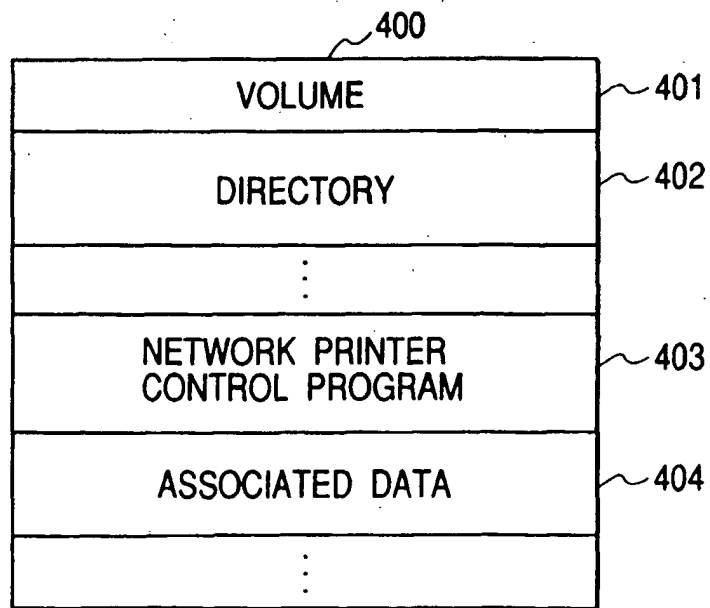 400
VOLUME 401
DIRECTORY 402
⋮
NETWORK PRINTER
CONTROL PROGRAM 403
ASSOCIATED DATA 404
⋮